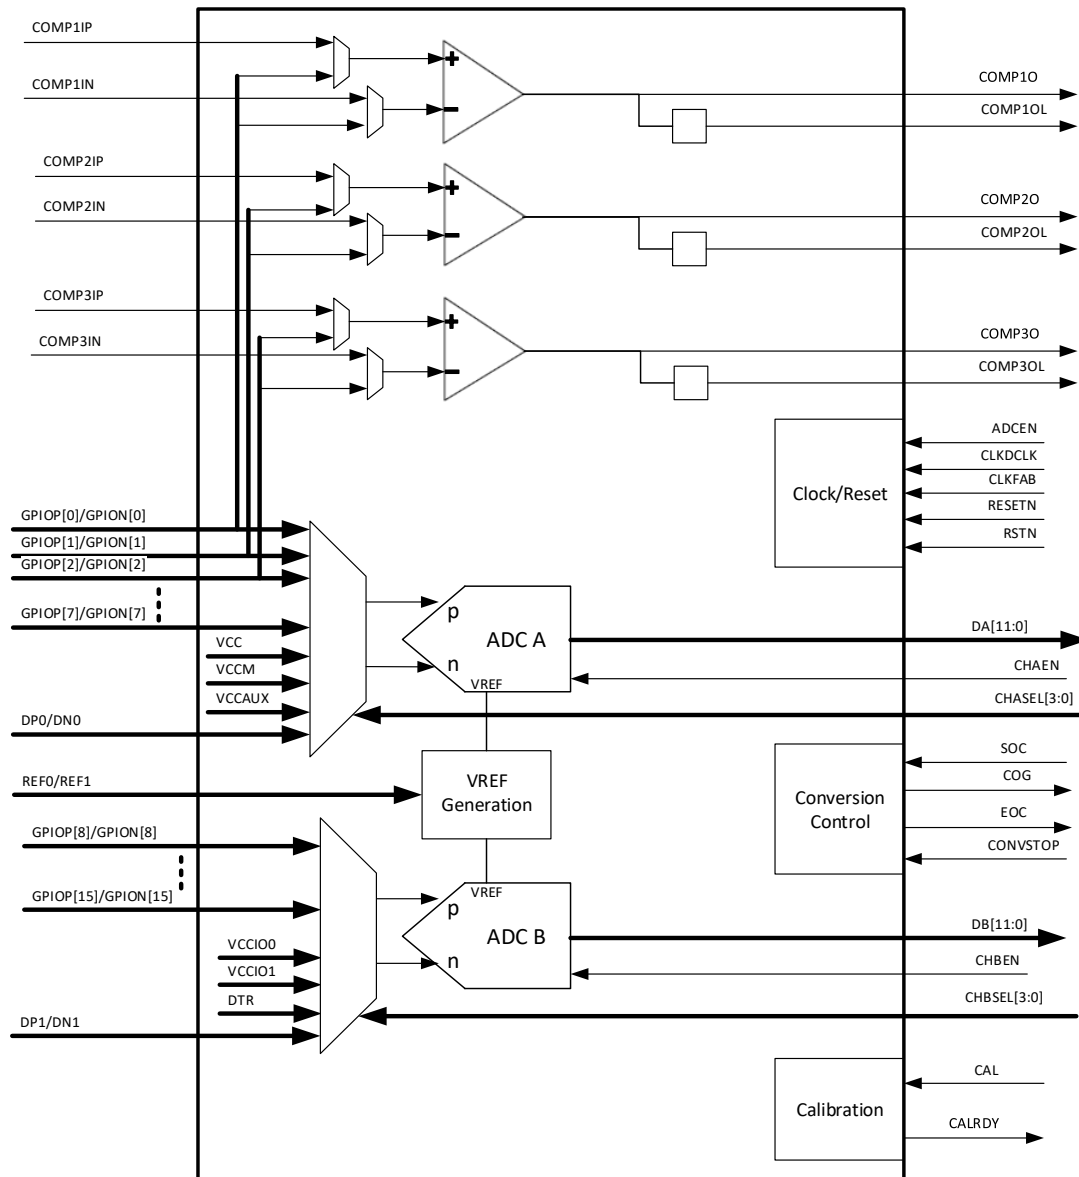 COMP1IP
COMP1IN
+
−
COMP1O
COMP1OL
COMP2IP
COMP2IN
+
−
COMP2O
COMP2OL
COMP3IP
COMP3IN
+
−
COMP3O
COMP3OL
ADCEN
CLKDCLK
CLKFAB
RESETN
RSTN
Clock/Reset
GPIOP[0]/GPION[0]
GPIOP[1]/GPION[1]
GPIOP[2]/GPION[2]
GPIOP[7]/GPION[7]
VCC
VCCM
VCCAUX
DP0/DN0
p
ADC A
n
VREF
DA[11:0]
CHAEN
CHASEL[3:0]
REF0/REF1
VREF
Generation
SOC
COG
EOC
CONVSTOP
Conversion
Control
GPIOP[8]/GPION[8]
GPIOP[15]/GPION[15]
VCCIO0
VCCIO1
DTR
DP1/DN1
VREF
p
ADC B
n
DB[11:0]
CHBEN
CHBSEL[3:0]
Calibration
CAL
CALRDY